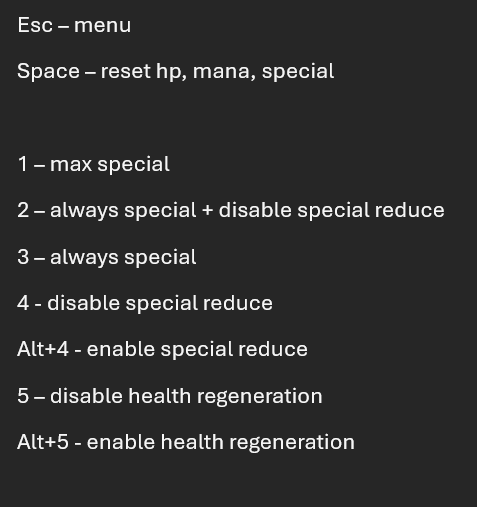 Esc – menu
Space – reset hp, mana, special
1 – max special
2 – always special + disable special reduce
3 – always special
4 - disable special reduce
Alt+4 - enable special reduce
5 – disable health regeneration
Alt+5 - enable health regeneration